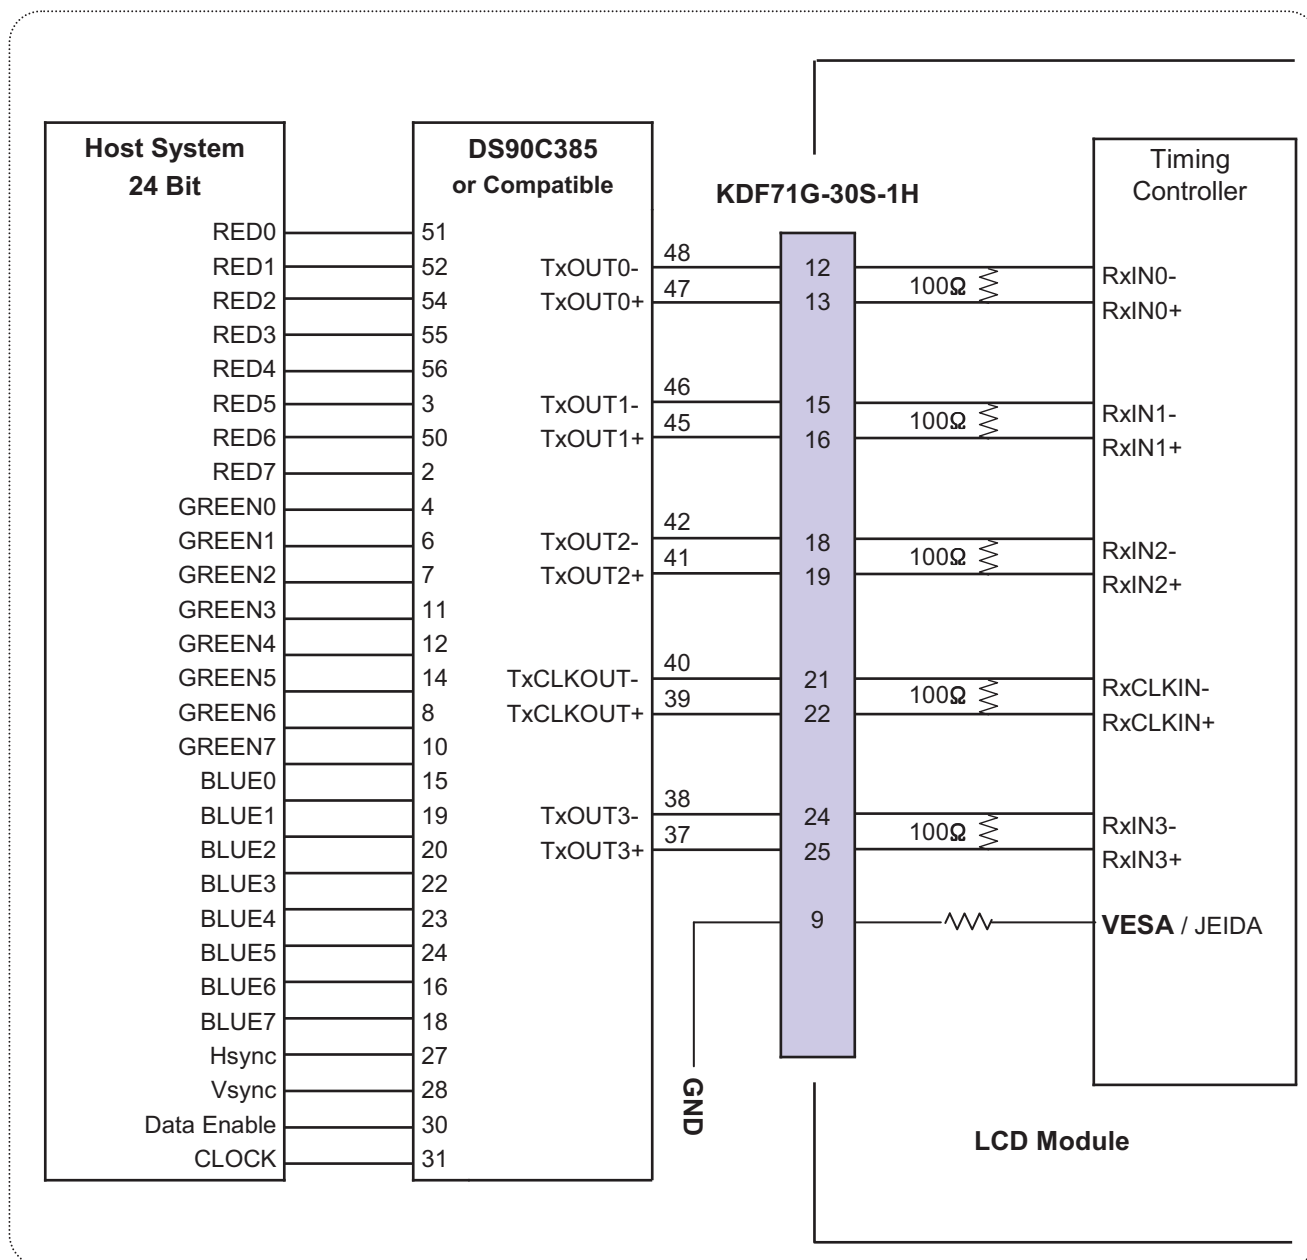 Host System
24 Bit
RED0
RED1
RED2
RED3
RED4
RED5
RED6
RED7
GREEN0
GREEN1
GREEN2
GREEN3
GREEN4
GREEN5
GREEN6
GREEN7
BLUE0
BLUE1
BLUE2
BLUE3
BLUE4
BLUE5
BLUE6
BLUE7
Hsync
Vsync
Data Enable
CLOCK
DS90C385
or Compatible
51
52
54
55
56
3
50
2
4
6
7
11
12
14
8
10
15
19
20
22
23
24
16
18
27
28
30
31
TxOUT0-
TxOUT0+
TxOUT1-
TxOUT1+
TxOUT2-
TxOUT2+
TxCLKOUT-
TxCLKOUT+
TxOUT3-
TxOUT3+
48
47
46
45
42
41
40
39
38
37
GND
KDF71G-30S-1H
12
13
15
16
18
19
21
22
24
25
9
100Ω
100Ω
100Ω
100Ω
100Ω
Timing
Controller
RxIN0-
RxIN0+
RxIN1-
RxIN1+
RxIN2-
RxIN2+
RxCLKIN-
RxCLKIN+
RxIN3-
RxIN3+
VESA / JEIDA
LCD Module